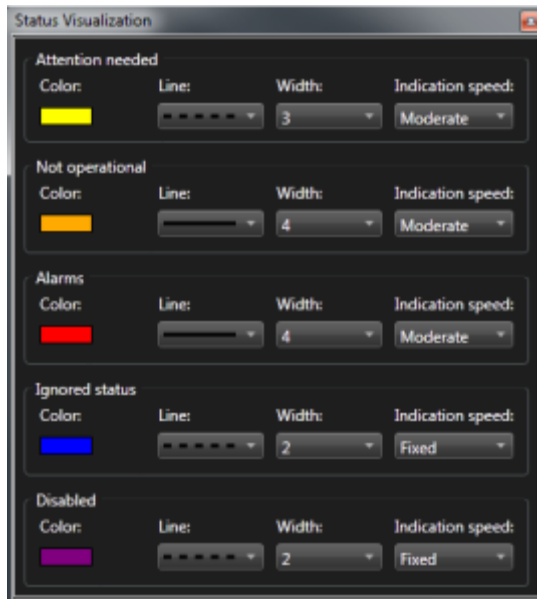 Status Visualization
Attention needed
Color: Line: Width: Indication speed:
3 Moderate
Not operational
Color: Line: Width: Indication speed:
4 Moderate
Alarms
Color: Line: Width: Indication speed:
4 Moderate
Ignored status
Color: Line: Width: Indication speed:
2 Fixed
Disabled
Color: Line: Width: Indication speed:
2 Fixed